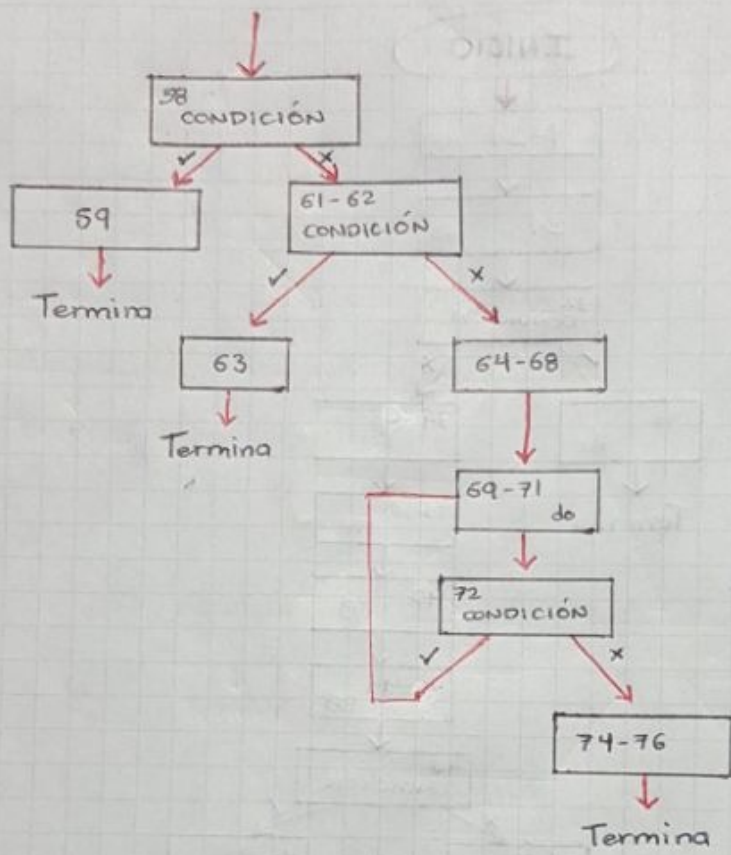 58
CONDICIÓN
✓ x
59
61-62
CONDICIÓN
Termina
✓ x
63
64-68
Termina
69-71
do
72
CONDICIÓN
✓ x
74-76
Termina
INICIO